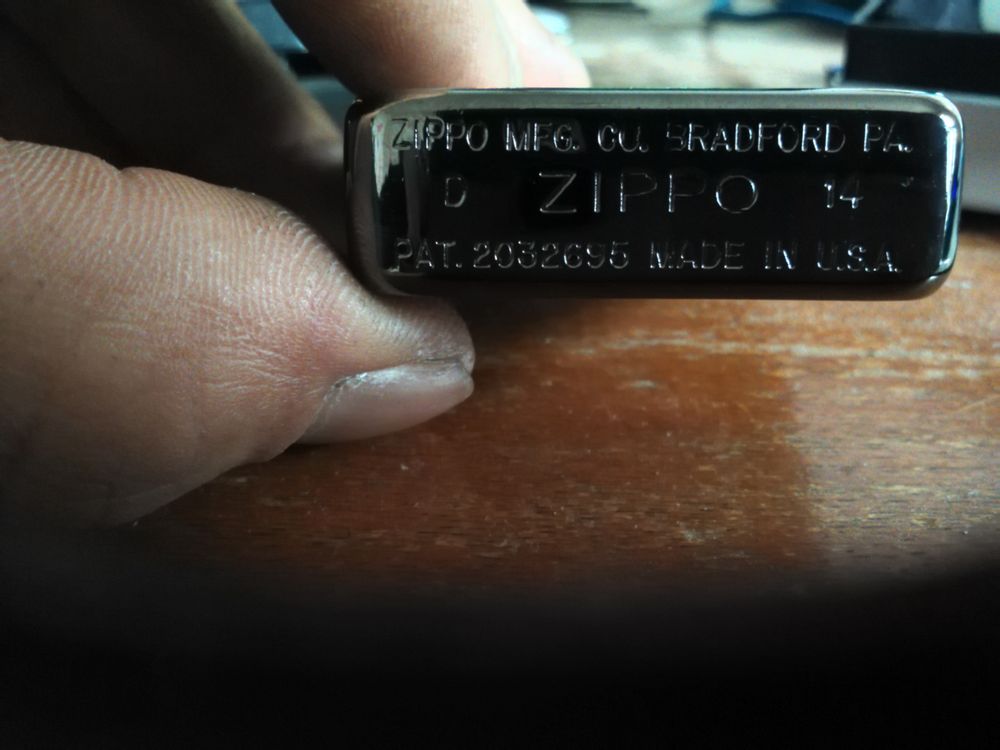 ZIPPO MFG. CO. BRADFORD PA.
D ZIPPO 14
PAT. 2032695 MADE IN U.S.A.